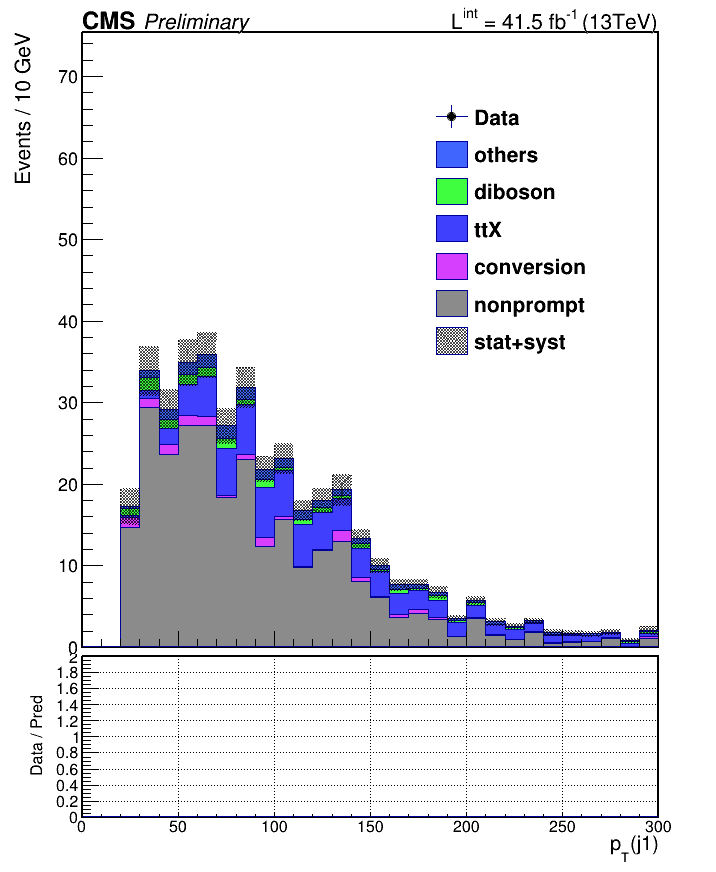 CMS Preliminary L^int = 41.5 fb^-1 (13TeV)
Events / 10 GeV
70
60
50
40
30
20
10
0
Data
others
diboson
ttX
conversion
nonprompt
stat+syst
Data / Pred
2
1.8
1.6
1.4
1.2
1
0.8
0.6
0.4
0.2
0
0 50 100 150 200 250 300
p_T(j1)